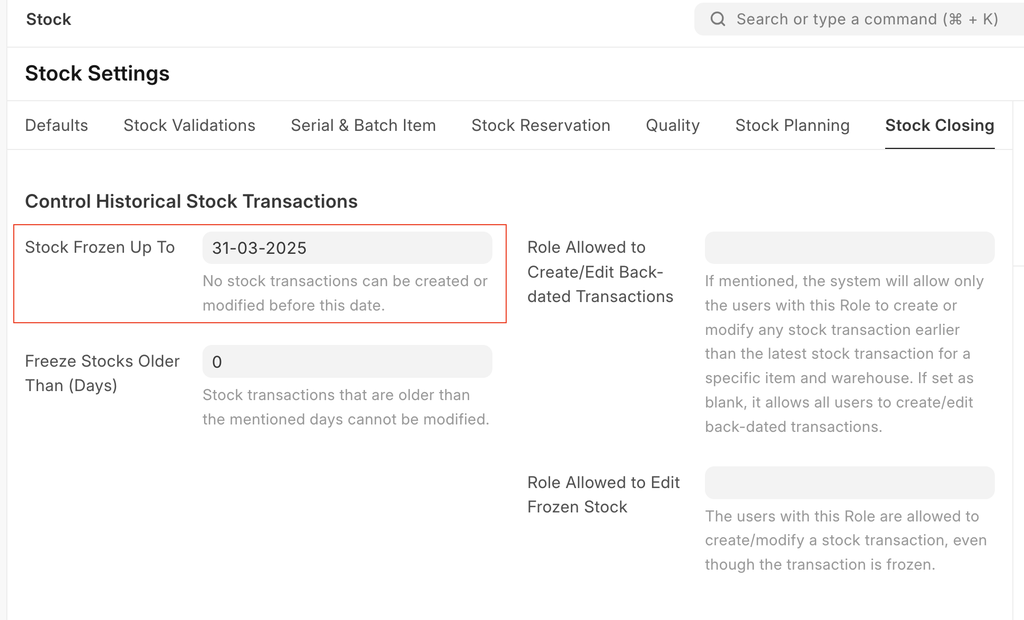 Stock
Search or type a command (⌘ + K)
Stock Settings
Defaults
Stock Validations
Serial & Batch Item
Stock Reservation
Quality
Stock Planning
Stock Closing
Control Historical Stock Transactions
Stock Frozen Up To
31-03-2025
No stock transactions can be created or
modified before this date.
Freeze Stocks Older
Than (Days)
0
Stock transactions that are older than
the mentioned days cannot be modified.
Role Allowed to
Create/Edit Back-
dated Transactions
If mentioned, the system will allow only
the users with this Role to create or
modify any stock transaction earlier
than the latest stock transaction for a
specific item and warehouse. If set as
blank, it allows all users to create/edit
back-dated transactions.
Role Allowed to Edit
Frozen Stock
The users with this Role are allowed to
create/modify a stock transaction, even
though the transaction is frozen.